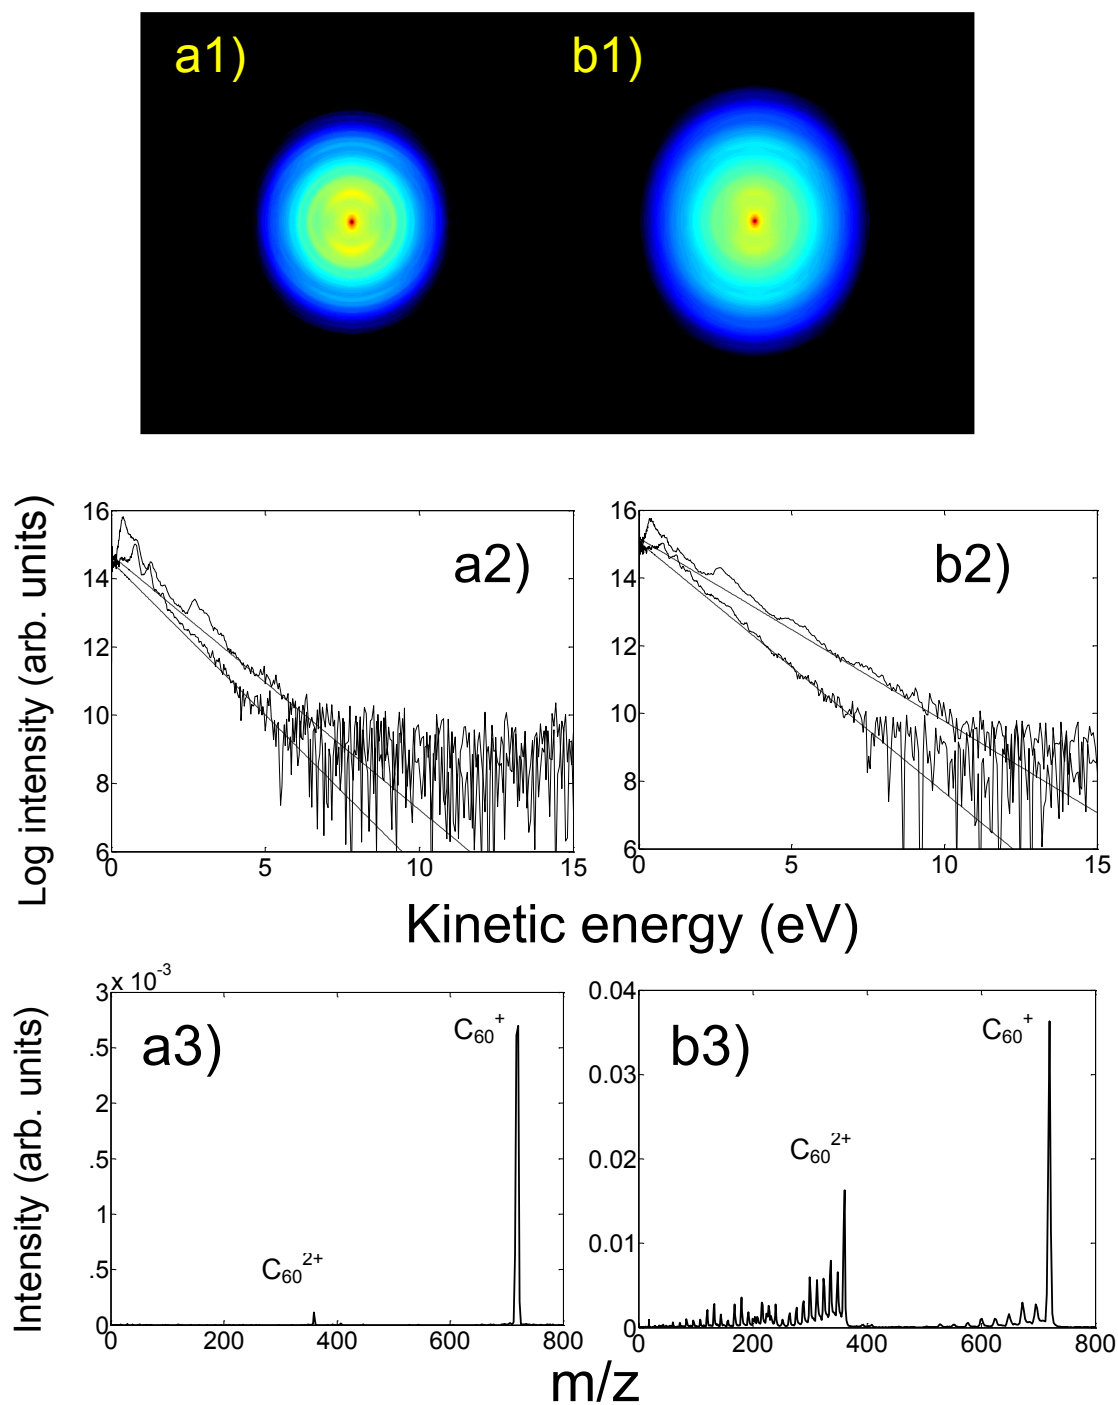 a1) b1)
Log intensity (arb. units)
16
14
12
10
8
6
0 5 10 15
a2)
16
14
12
10
8
6
0 5 10 15
b2)
Kinetic energy (eV)
Intensity (arb. units)
x 10-3
3
.5
2
.5
1
.5
0
0 200 400 600 800
a3)
C60+
C602+
0.04
0.03
0.02
0.01
0
0 200 400 600 800
b3)
C60+
C602+
m/z